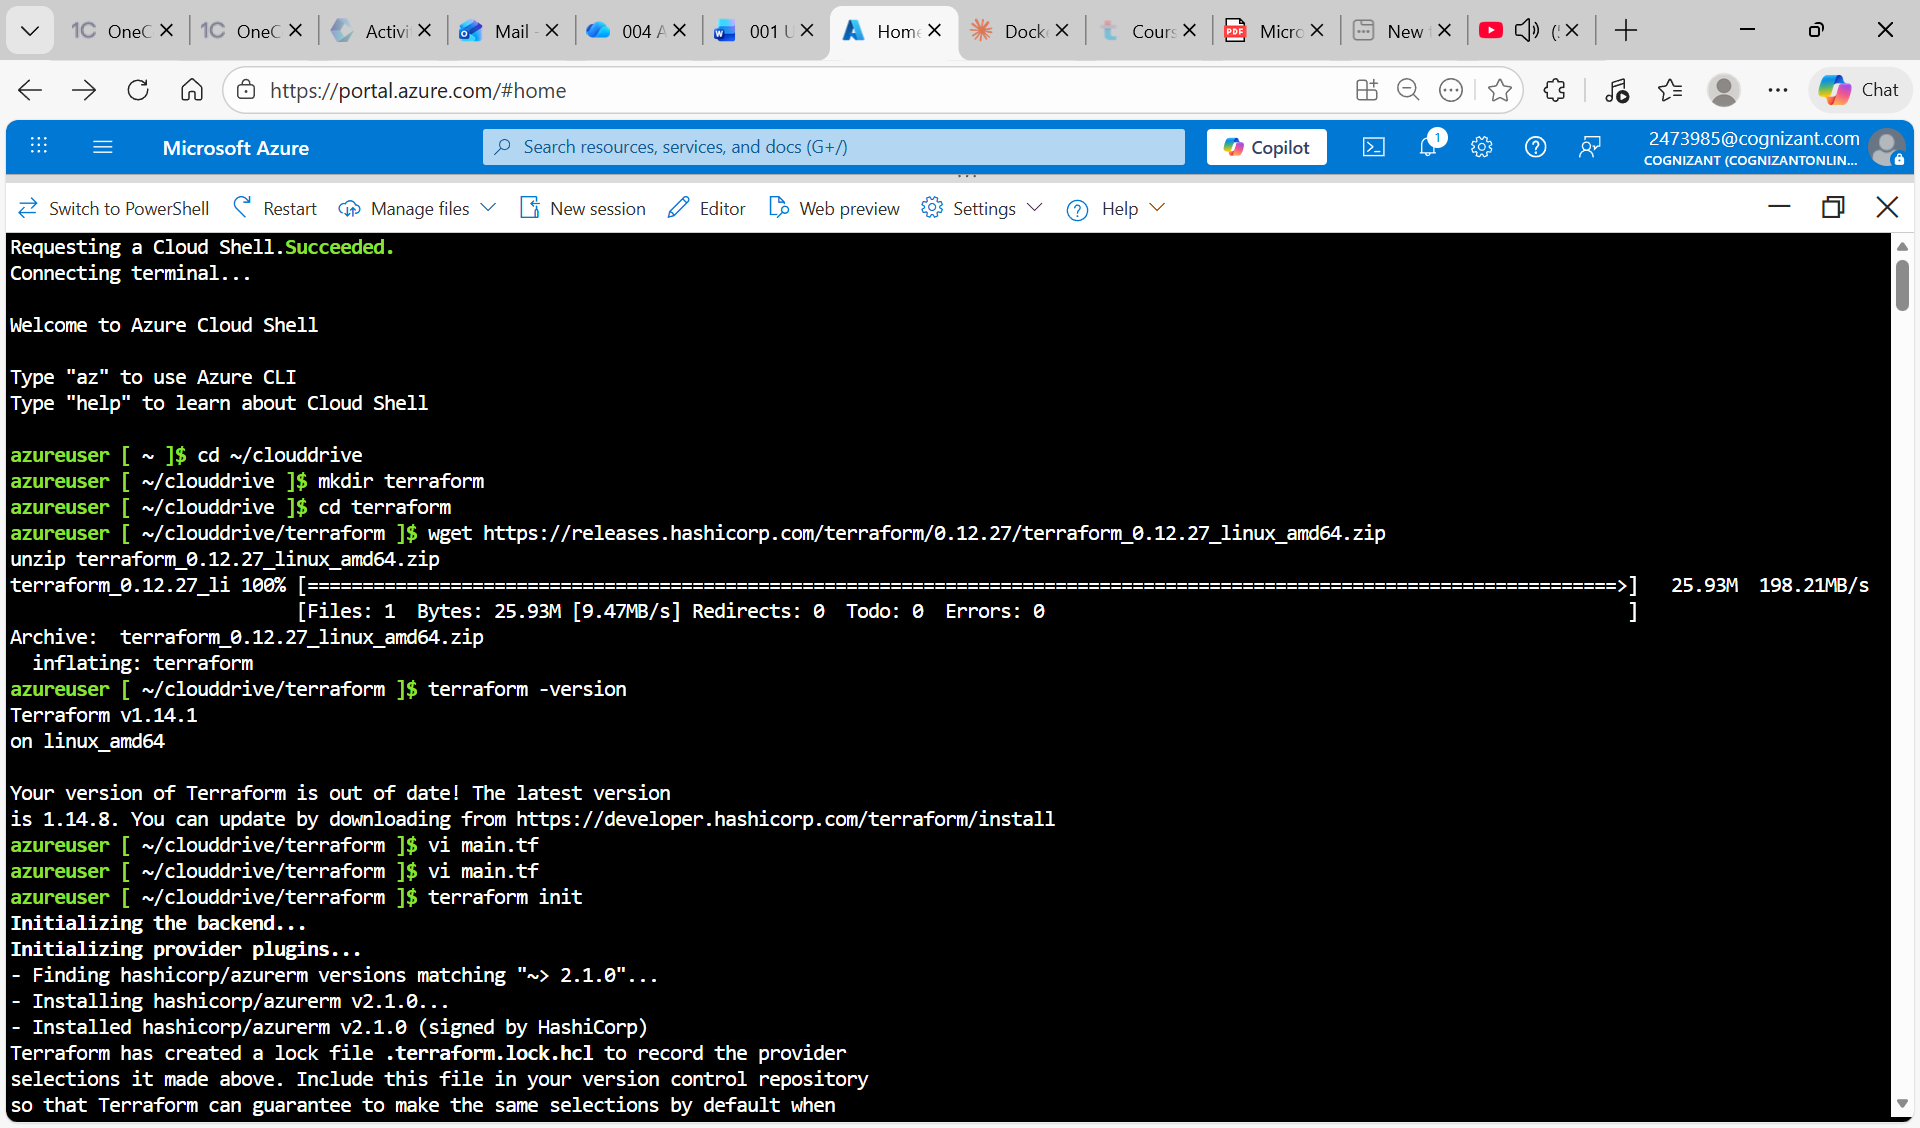 OneC
OneC
Activi
Mail -
004 A
001 U
Home
Dock
Cours
PDF
Micro
New t
(
https://portal.azure.com/#home
Chat
Microsoft Azure
Search resources, services, and docs (G+/)
Copilot
1
2473985@cognizant.com
COGNIZANT (COGNIZANTONLIN...
Switch to PowerShell
Restart
Manage files
New session
Editor
Web preview
Settings
Help
Requesting a Cloud Shell.Succeeded.
Connecting terminal...
Welcome to Azure Cloud Shell
Type "az" to use Azure CLI
Type "help" to learn about Cloud Shell
azureuser [ ~ ]$ cd ~/clouddrive
azureuser [ ~/clouddrive ]$ mkdir terraform
azureuser [ ~/clouddrive ]$ cd terraform
azureuser [ ~/clouddrive/terraform ]$ wget https://releases.hashicorp.com/terraform/0.12.27/terraform_0.12.27_linux_amd64.zip
unzip terraform_0.12.27_linux_amd64.zip
terraform_0.12.27_li 100% [=======================================================================================================================>]   25.93M  198.21MB/s
[Files: 1  Bytes: 25.93M [9.47MB/s] Redirects: 0  Todo: 0  Errors: 0 ]
Archive:  terraform_0.12.27_linux_amd64.zip
inflating: terraform
azureuser [ ~/clouddrive/terraform ]$ terraform -version
Terraform v1.14.1
on linux_amd64
Your version of Terraform is out of date! The latest version
is 1.14.8. You can update by downloading from https://developer.hashicorp.com/terraform/install
azureuser [ ~/clouddrive/terraform ]$ vi main.tf
azureuser [ ~/clouddrive/terraform ]$ vi main.tf
azureuser [ ~/clouddrive/terraform ]$ terraform init
Initializing the backend...
Initializing provider plugins...
- Finding hashicorp/azurerm versions matching "~> 2.1.0"...
- Installing hashicorp/azurerm v2.1.0...
- Installed hashicorp/azurerm v2.1.0 (signed by HashiCorp)
Terraform has created a lock file .terraform.lock.hcl to record the provider
selections it made above. Include this file in your version control repository
so that Terraform can guarantee to make the same selections by default when